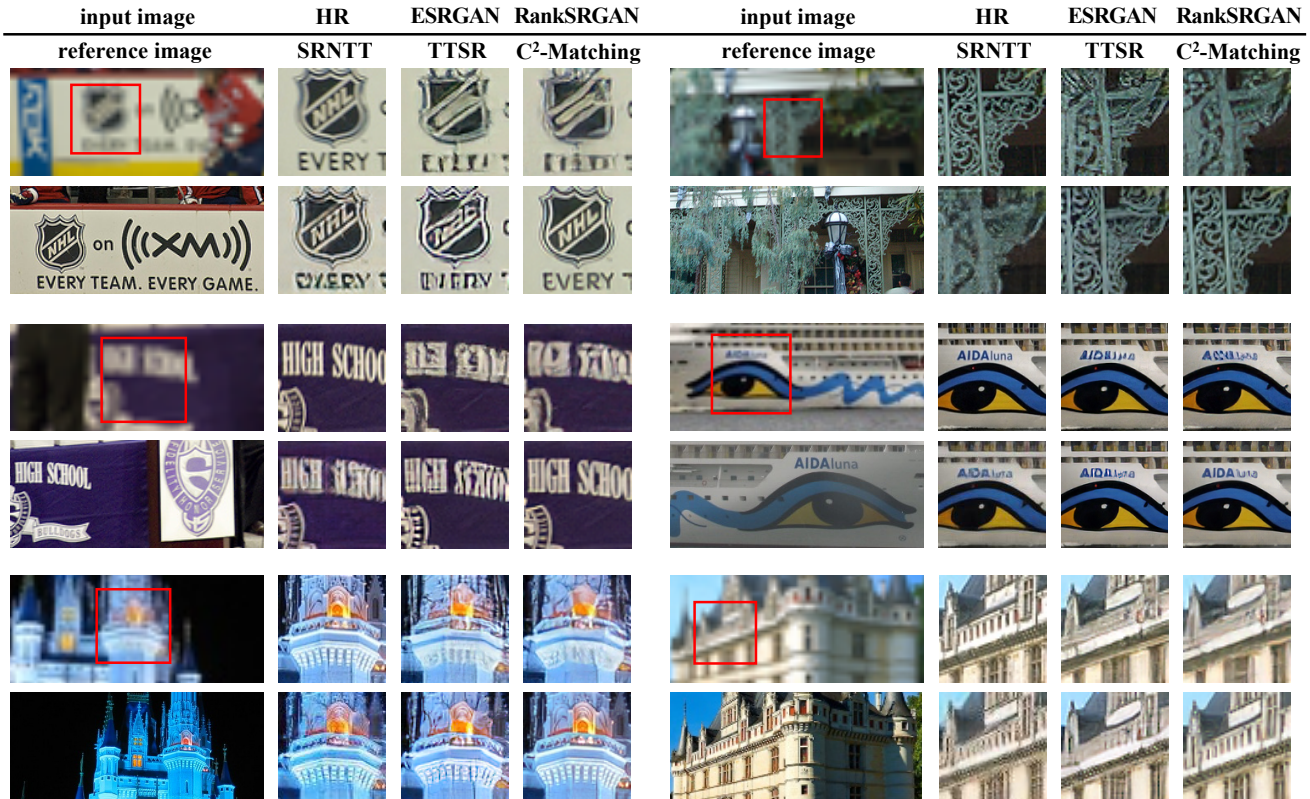 input image HR ESRGAN RankSRGAN input image HR ESRGAN RankSRGAN
reference image SRNTT TTSR C²-Matching reference image SRNTT TTSR C²-Matching
NHL
EVERY T
NHL on ((XM))
EVERY TEAM. EVERY GAME.
NHL
EVERY
NHL
EVERY T
AIDAluna
AIDAluna
HIGH SCHOO
HIGH SCHOOL
BULLDOGS
HIGH SCHOO
AIDAluna
AIDAluna